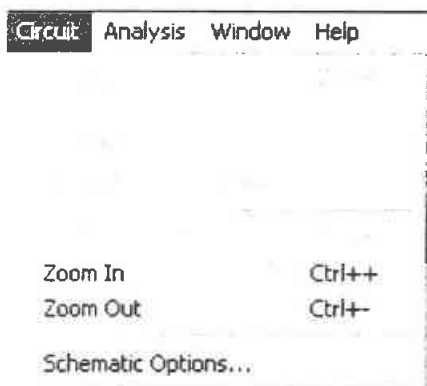 Circuit Analysis Window Help
Zoom In Ctrl++
Zoom Out Ctrl+-
Schematic Options...